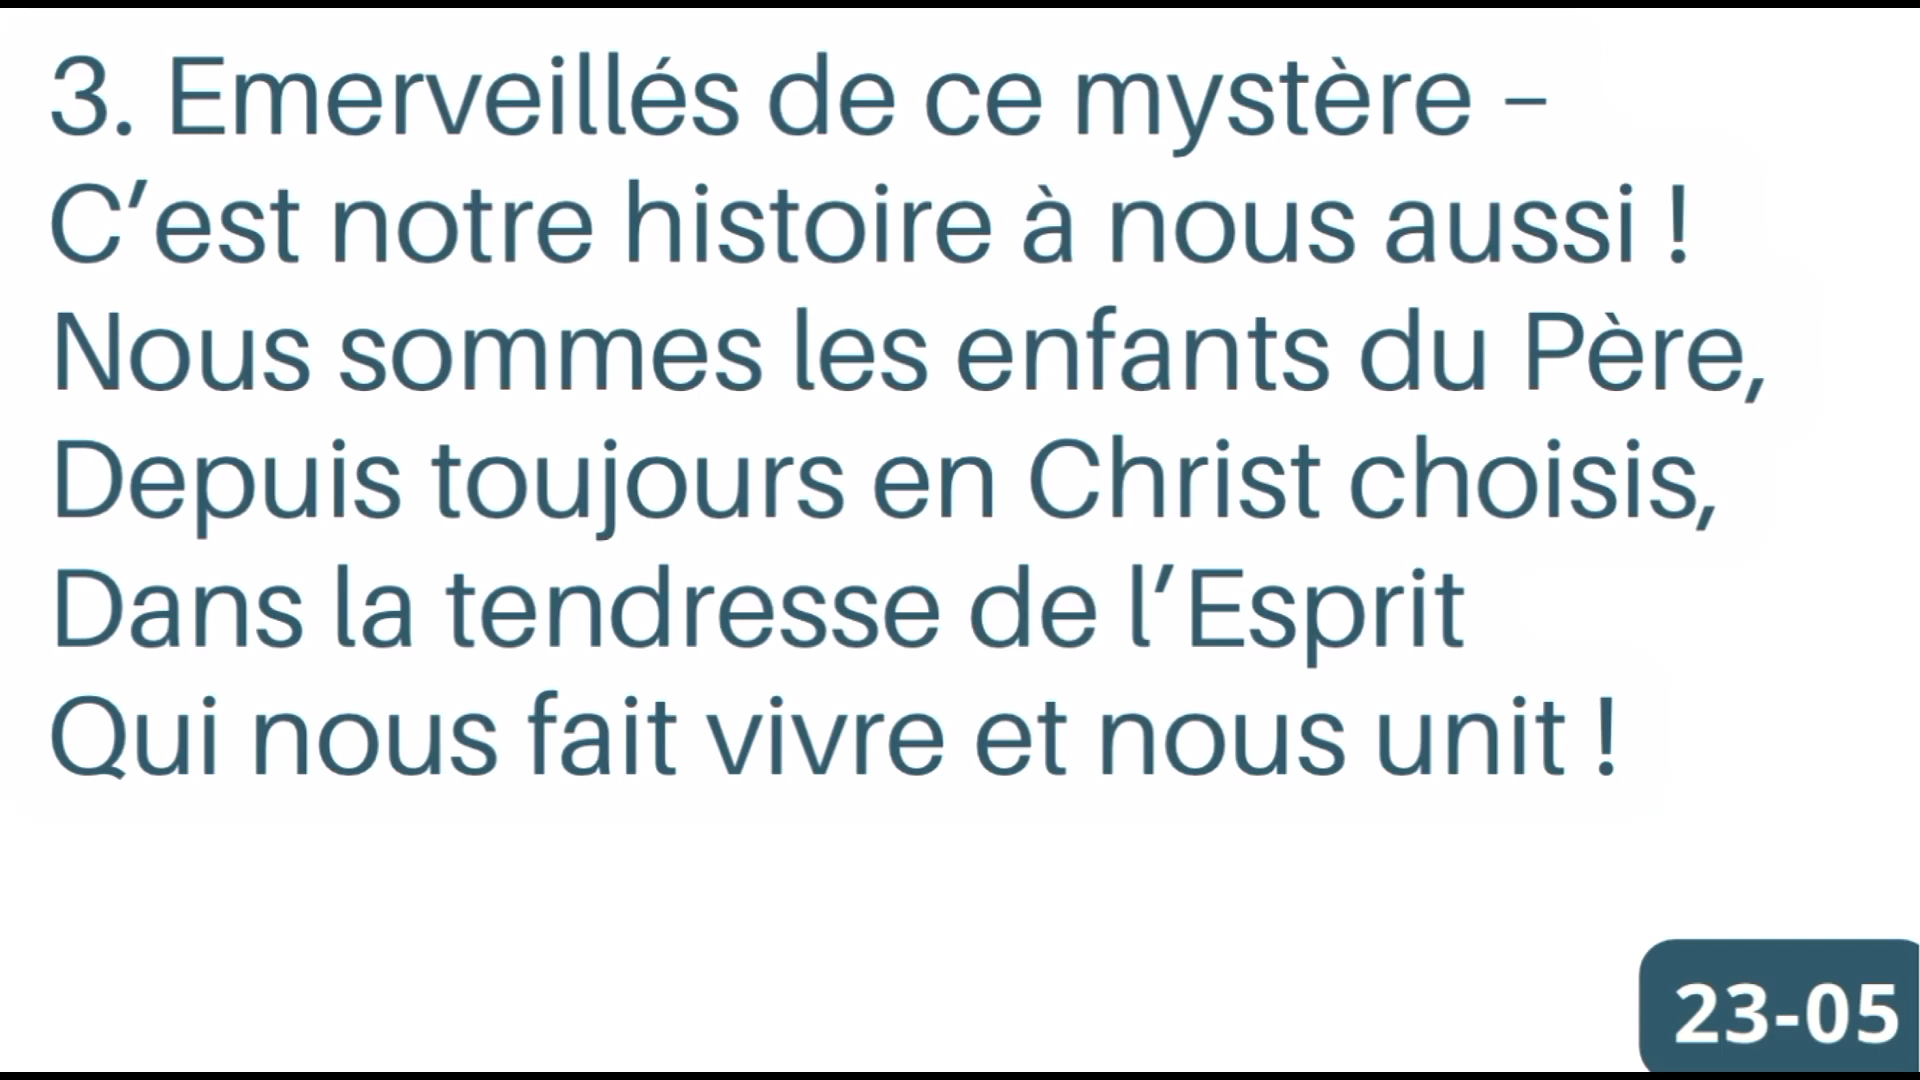 3. Emerveillés de ce mystère –
C’est notre histoire à nous aussi !
Nous sommes les enfants du Père,
Depuis toujours en Christ choisis,
Dans la tendresse de l’Esprit
Qui nous fait vivre et nous unit !
23-05